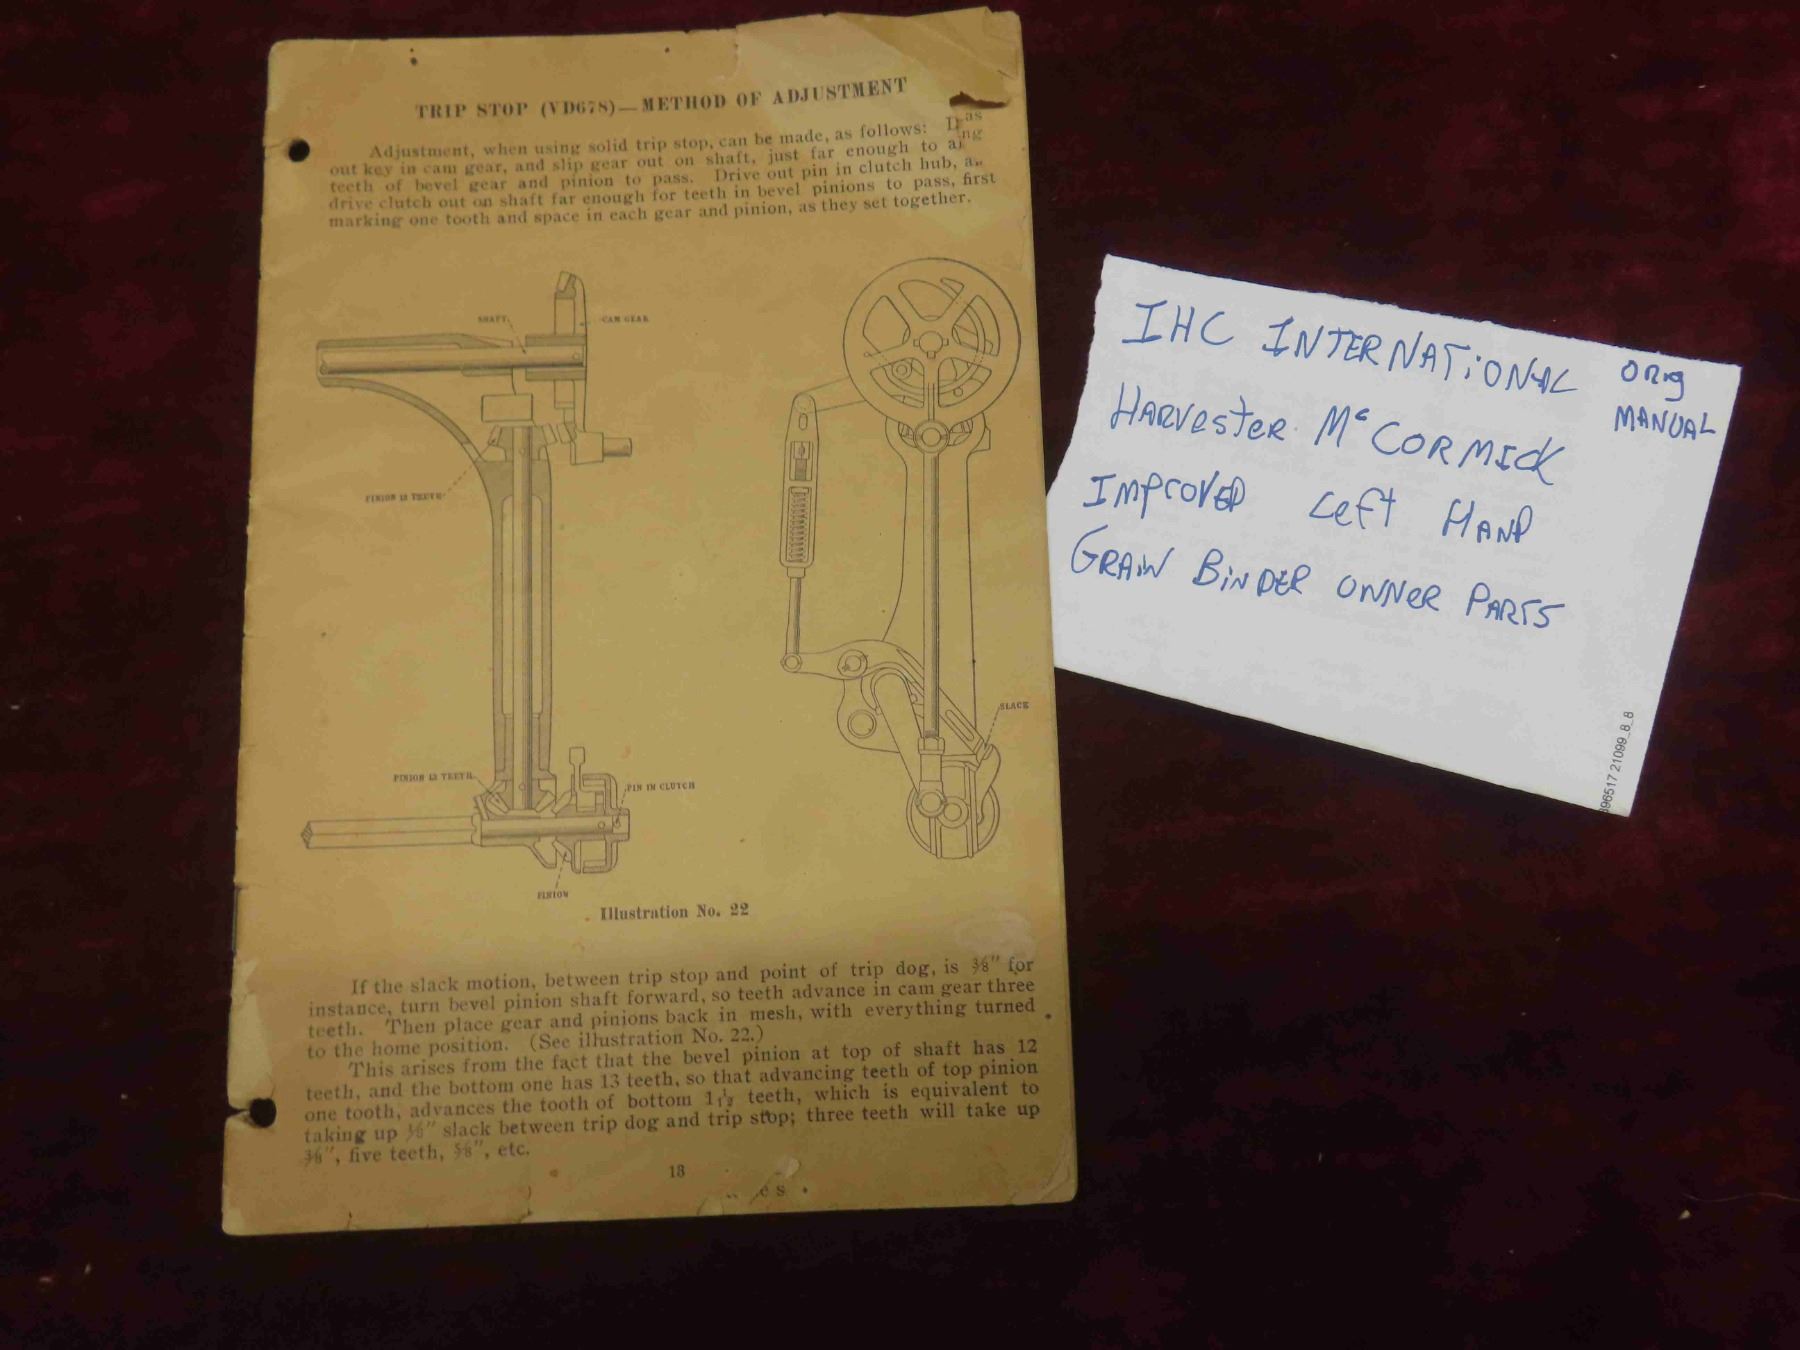 TRIP STOP (VD678)—METHOD OF ADJUSTMENT
Adjustment, when using solid trip stop, can be made, as follows:
out key in cam gear, and slip gear out on shaft, just far enough to
teeth of bevel gear and pinion to pass. Drive out pin in clutch hub,
drive clutch out on shaft far enough for teeth in bevel pinions to pass, first
marking one tooth and space in each gear and pinion, as they set together.
as
ng
SHAFT
CAM GEAR
PINION 12 TEETH
PINION 13 TEETH
PIN IN CLUTCH
PINION
SLACK
Illustration No. 22
If the slack motion, between trip stop and point of trip dog, is ⅜" for
instance, turn bevel pinion shaft forward, so teeth advance in cam gear three
teeth. Then place gear and pinions back in mesh, with everything turned
to the home position. (See illustration No. 22.)
This arises from the fact that the bevel pinion at top of shaft has 12
teeth, and the bottom one has 13 teeth, so that advancing teeth of top pinion
one tooth, advances the tooth of bottom 1 1/12 teeth, which is equivalent to
taking up ⅛" slack between trip dog and trip stop; three teeth will take up
⅜", five teeth, ⅝", etc.
18
es
IHC INTERNATIONAL
HARVESTER McCORMICK
IMPROVED LEFT HAND
GRAIN BINDER OWNER PARTS
ORIG
MANUAL
396517 21099_8_8